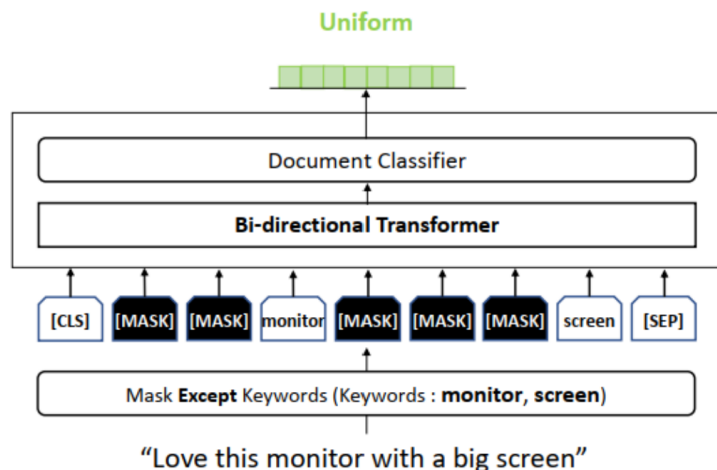 Uniform
Document Classifier
Bi-directional Transformer
[CLS] [MASK] [MASK] monitor [MASK] [MASK] [MASK] screen [SEP]
Mask Except Keywords (Keywords : monitor, screen)
“Love this monitor with a big screen”